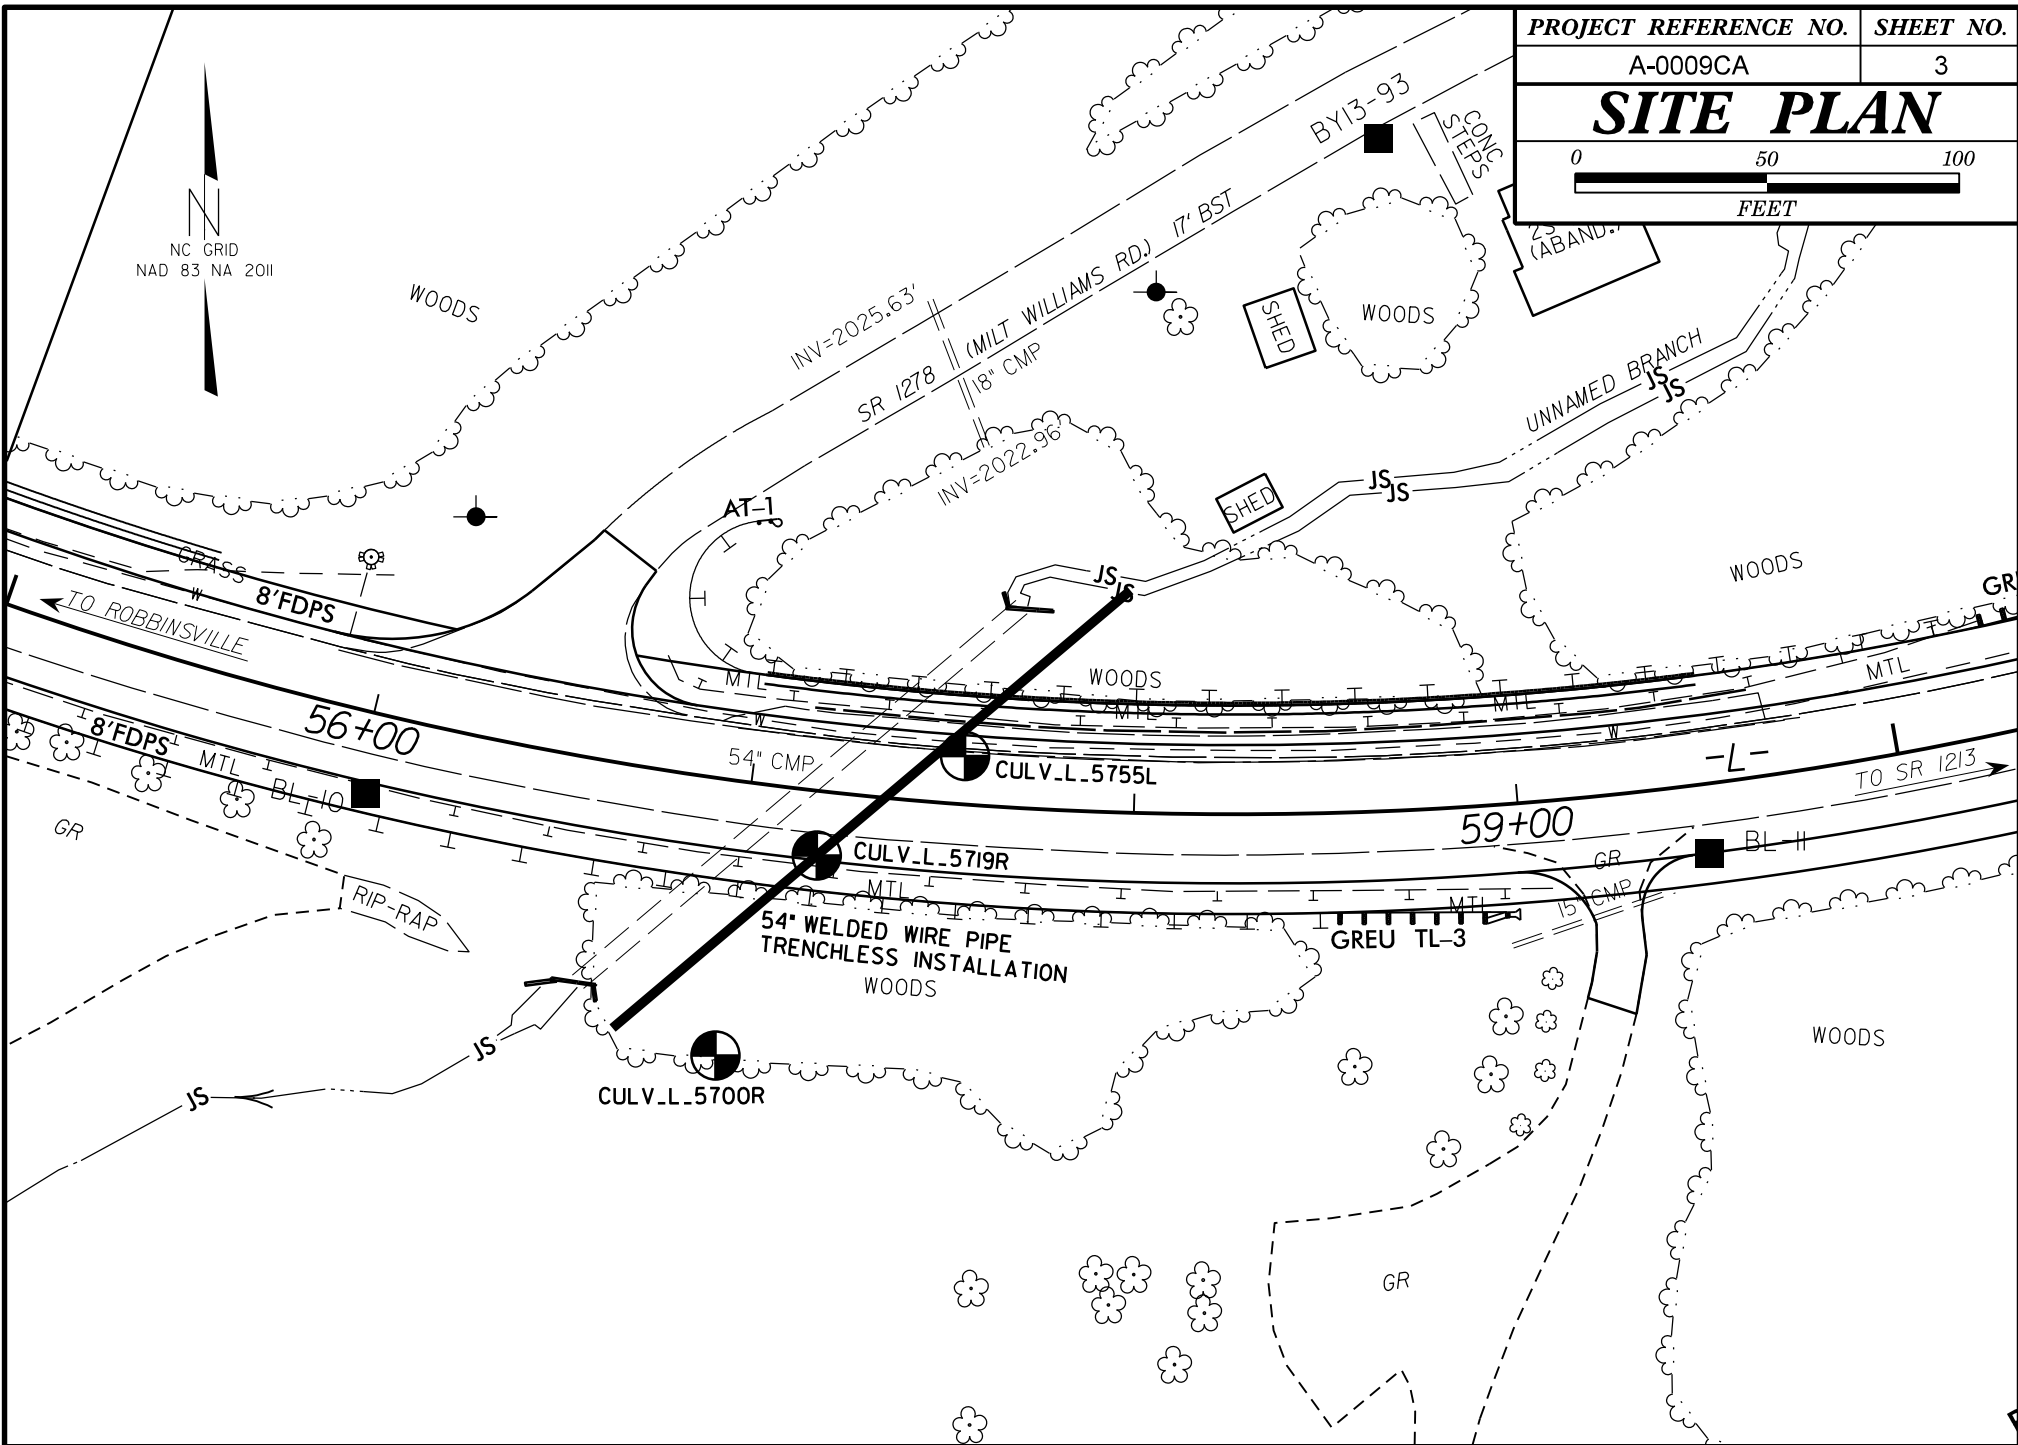 PROJECT REFERENCE NO. SHEET NO.
A-0009CA 3
SITE PLAN
0 50 100
FEET
N
NC GRID
NAD 83 NA 2011
BY13-93
CONC
STEPS
(ABAND.)
WOODS
INV=2025.63'
SR 1278 (MILT WILLIAMS RD.) 17' BST
18" CMP
INV=2022.96'
SHED
WOODS
UNNAMED BRANCH
JS
JS
JS
JS
SHED
AT-1
GRASS
W
8'FDPS
TO ROBBINSVILLE
JS
JS
WOODS
WOODS
MTL
MTL
MTL
MTL
W
W
56+00
54" CMP
CULV_L_5755L
-L-
TO SR 1213
8'FDPS
MTL
BL-10
GR
CULV_L_5719R
59+00
GR
BL-11
RIP-RAP
MTL
MTL
15" CMP
54" WELDED WIRE PIPE
TRENCHLESS INSTALLATION
GREU TL-3
WOODS
WOODS
JS
JS
CULV_L_5700R
GR